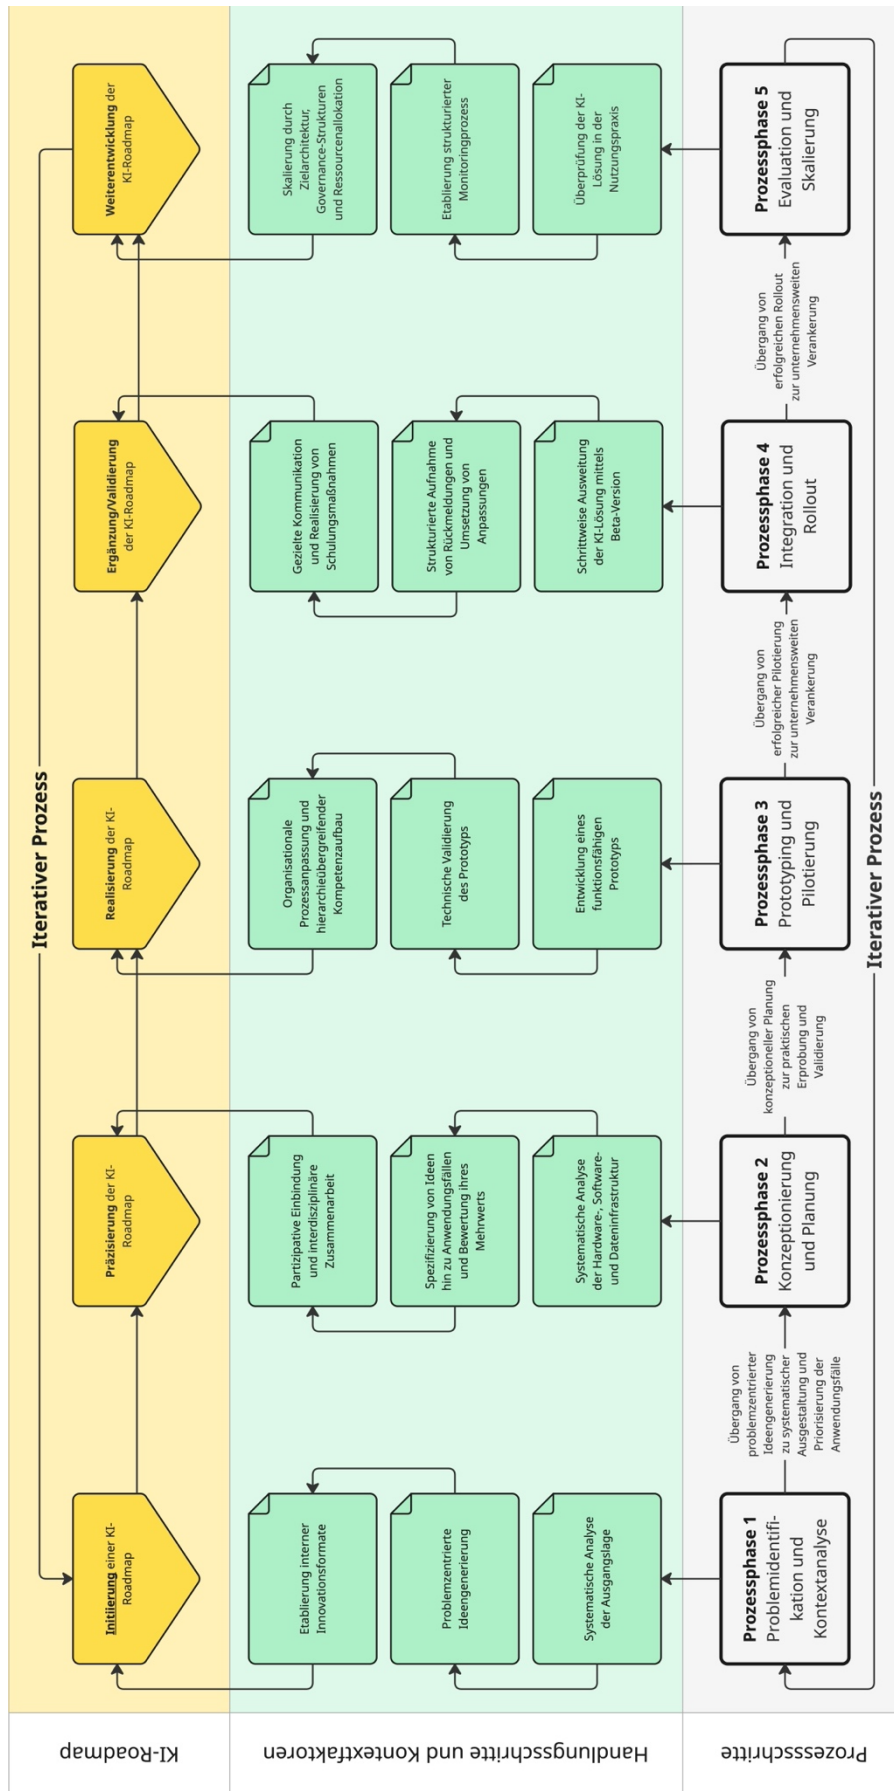 KI-Roadmap
Iterativer Prozess
Initiierung einer KI-
Roadmap
Präzisierung der KI-
Roadmap
Realisierung der KI-
Roadmap
Ergänzung/Validierung
der KI-Roadmap
Weiterentwicklung der
KI-Roadmap
Handlungsschritte und Kontextfaktoren
Etablierung interner
Innovationsformate
Problemzentrierte
Ideengenerierung
Systematische Analyse
der Ausgangslage
Partizipative Einbindung
und interdisziplinäre
Zusammenarbeit
Spezifizierung von Ideen
hin zu Anwendungsfällen
und Bewertung ihres
Mehrwerts
Systematische Analyse
der Hardware-, Software-
und Dateninfrastruktur
Organisationale
Prozessanpassung und
hierarchieübergreifender
Kompetenzaufbau
Technische Validierung
des Prototyps
Entwicklung eines
funktionsfähigen
Prototyps
Gezielte Kommunikation
und Realisierung von
Schulungsmaßnahmen
Strukturierte Aufnahme
von Rückmeldungen und
Umsetzung von
Anpassungen
Schrittweise Ausweitung
der KI-Lösung mittels
Beta-Version
Skalierung durch
Zielarchitektur,
Governance-Strukturen
und Ressourcenallokation
Etablierung strukturierter
Monitoringprozess
Überprüfung der KI-
Lösung in der
Nutzungspraxis
Prozessschritte
Prozessphase 1
Problemidentifi-
kation und
Kontextanalyse
Übergang von
problemzentrierter
Ideengenerierung
zu systematischer
Ausgestaltung und
Priorisierung der
Anwendungsfälle
Prozessphase 2
Konzeptionierung
und Planung
Übergang von
konzeptioneller Planung
zur praktischen
Erprobung und
Validierung
Prozessphase 3
Prototyping und
Pilotierung
Übergang von
erfolgreicher Pilotierung
zur unternehmensweiten
Verankerung
Prozessphase 4
Integration und
Rollout
Übergang von
erfolgreichen Rollout
zur unternehmensweiten
Verankerung
Prozessphase 5
Evaluation und
Skalierung
Iterativer Prozess